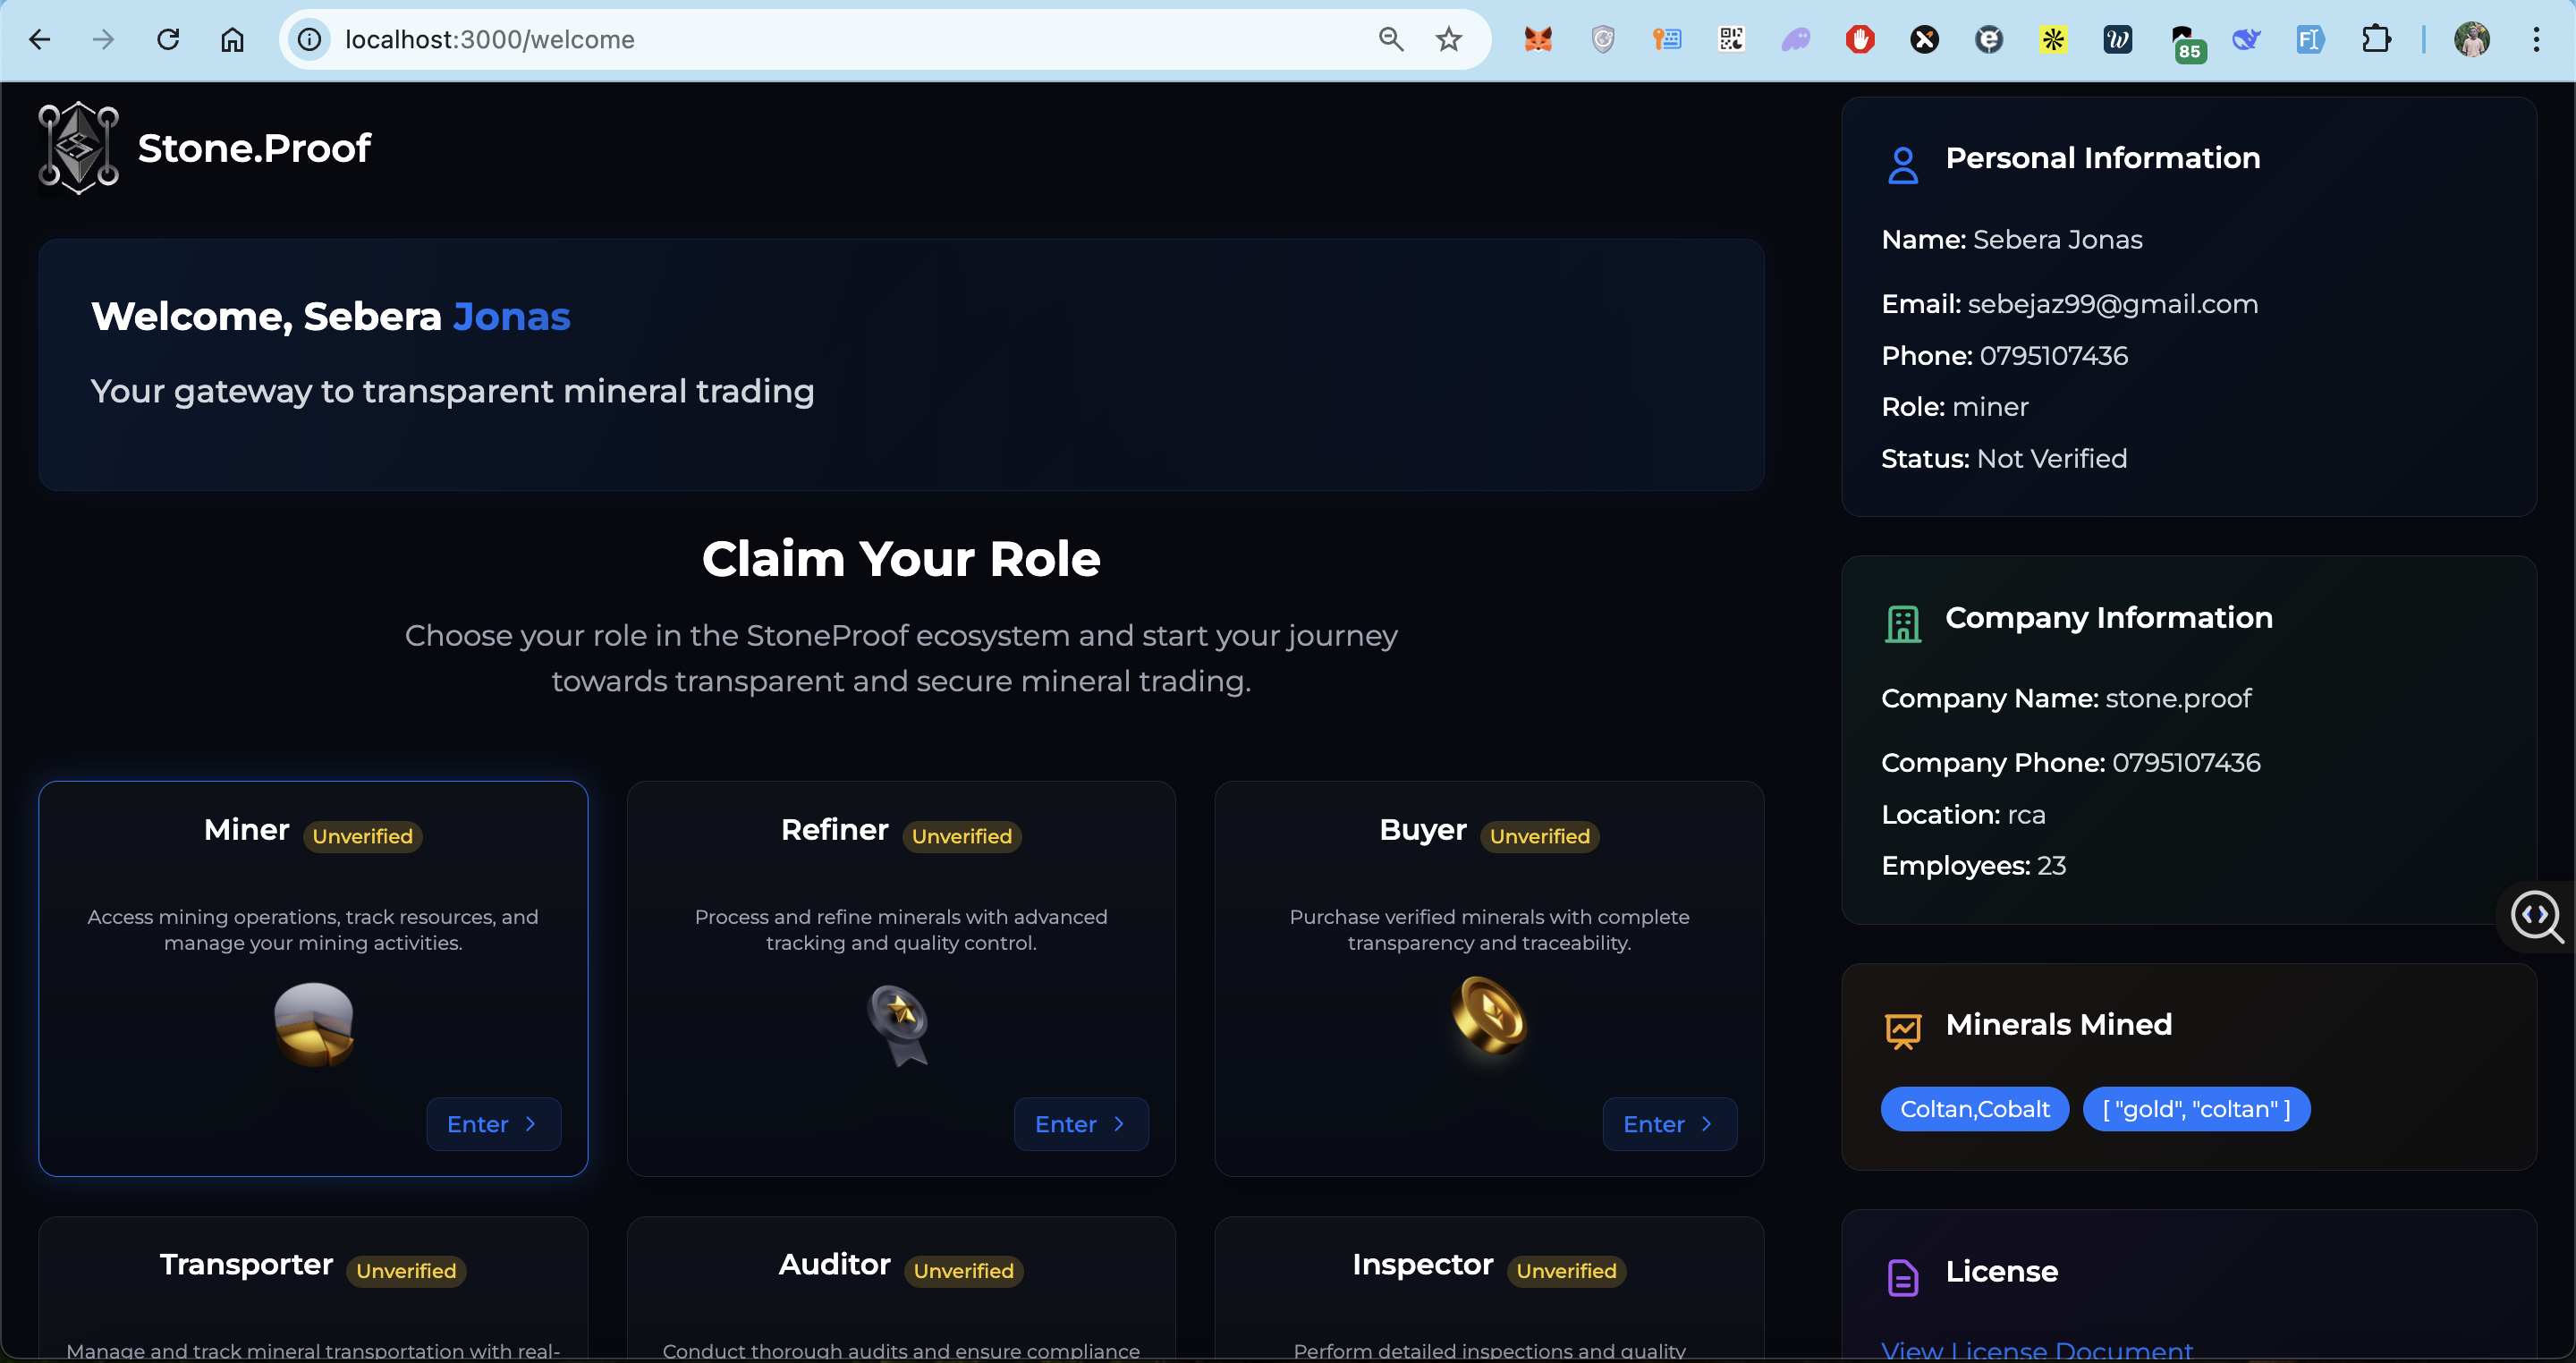 localhost:3000/welcome
85
Stone.Proof
Welcome, Sebera Jonas
Your gateway to transparent mineral trading
Claim Your Role
Choose your role in the StoneProof ecosystem and start your journey
towards transparent and secure mineral trading.
Miner Unverified
Access mining operations, track resources, and
manage your mining activities.
Enter
Refiner Unverified
Process and refine minerals with advanced
tracking and quality control.
Enter
Buyer Unverified
Purchase verified minerals with complete
transparency and traceability.
Enter
Transporter Unverified
Manage and track mineral transportation with real-
Auditor Unverified
Conduct thorough audits and ensure compliance
Inspector Unverified
Perform detailed inspections and quality
Personal Information
Name: Sebera Jonas
Email: sebejaz99@gmail.com
Phone: 0795107436
Role: miner
Status: Not Verified
Company Information
Company Name: stone.proof
Company Phone: 0795107436
Location: rca
Employees: 23
Minerals Mined
Coltan,Cobalt
[ "gold", "coltan" ]
License
View License Document